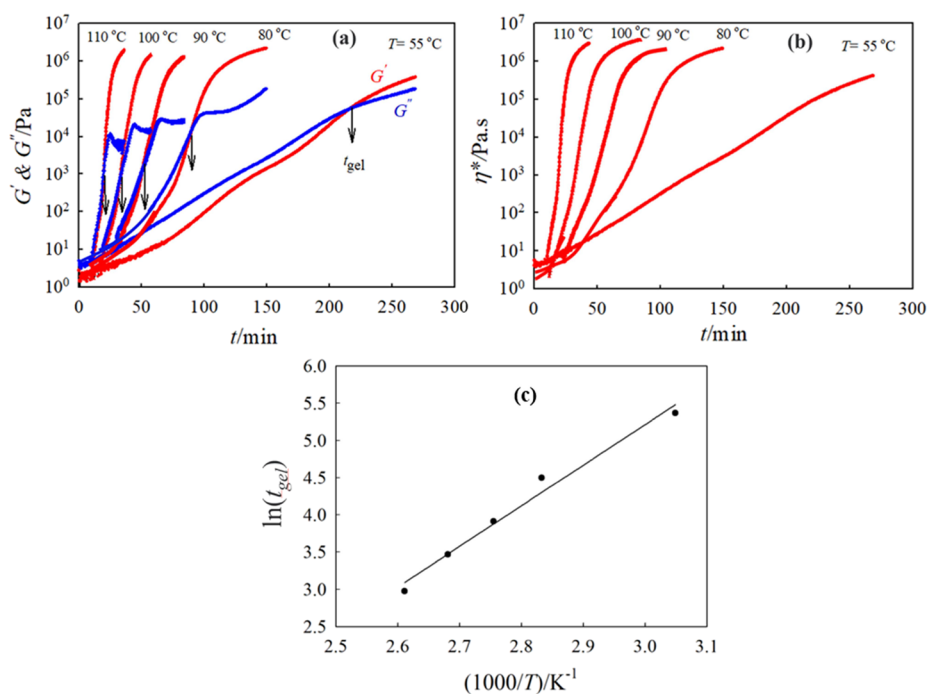 110 °C 100 °C 90 °C 80 °C (a) T= 55 °C
G′
G″
t_gel
G′ & G″/Pa
10⁷
10⁶
10⁵
10⁴
10³
10²
10¹
10⁰
0 50 100 150 200 250 300
t/min
110 °C 100 °C 90 °C 80 °C (b) T= 55 °C
η*/Pa.s
10⁷
10⁶
10⁵
10⁴
10³
10²
10¹
10⁰
0 50 100 150 200 250 300
t/min
(c)
ln(t_gel)
6.0
5.5
5.0
4.5
4.0
3.5
3.0
2.5
2.5 2.6 2.7 2.8 2.9 3.0 3.1
(1000/T)/K⁻¹